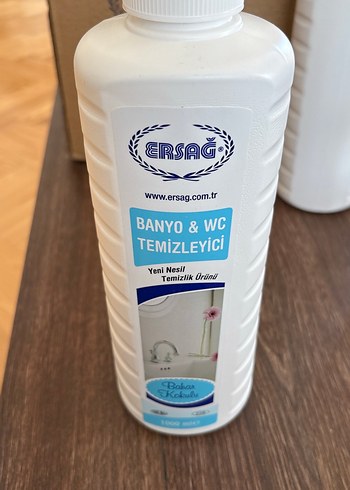 ERSAĞ®
www.ersag.com.tr
BANYO & WC
TEMİZLEYİCİ
Yeni Nesil
Temizlik Ürünü
Bahar
Kokulu